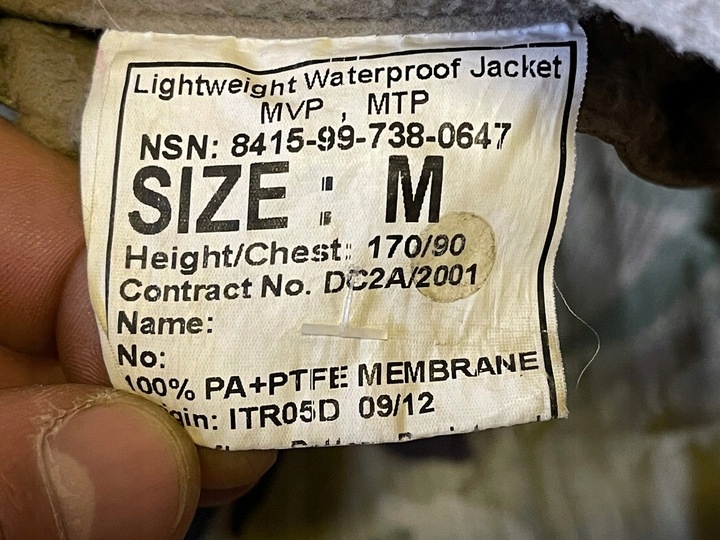 Lightweight Waterproof Jacket
MVP , MTP
NSN: 8415-99-738-0647
SIZE : M
Height/Chest: 170/90
Contract No. DC2A/2001
Name:
No:
100% PA+PTFE MEMBRANE
gin: ITR05D 09/12